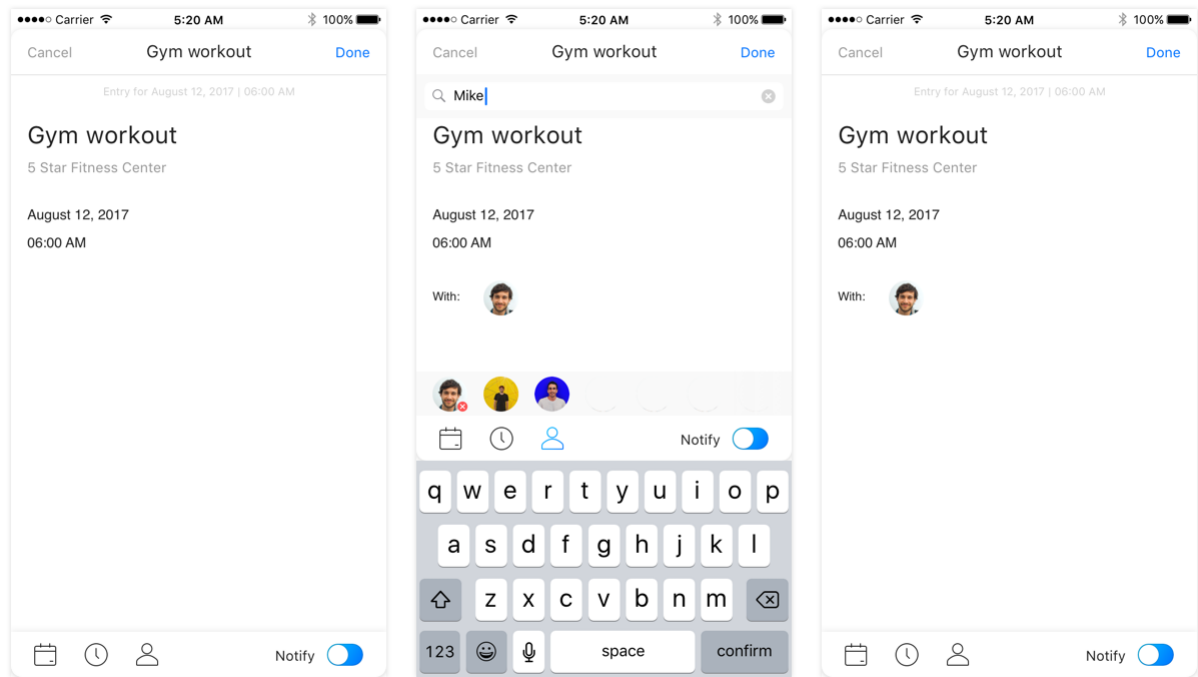 Carrier 5:20 AM 100%
Cancel Gym workout Done
Entry for August 12, 2017 | 06:00 AM
Gym workout
5 Star Fitness Center
August 12, 2017
06:00 AM
Notify
Carrier 5:20 AM 100%
Cancel Gym workout Done
Mike
Gym workout
5 Star Fitness Center
August 12, 2017
06:00 AM
With:
Notify
q w e r t y u i o p
a s d f g h j k l
z x c v b n m
123 space confirm
Carrier 5:20 AM 100%
Cancel Gym workout Done
Entry for August 12, 2017 | 06:00 AM
Gym workout
5 Star Fitness Center
August 12, 2017
06:00 AM
With:
Notify